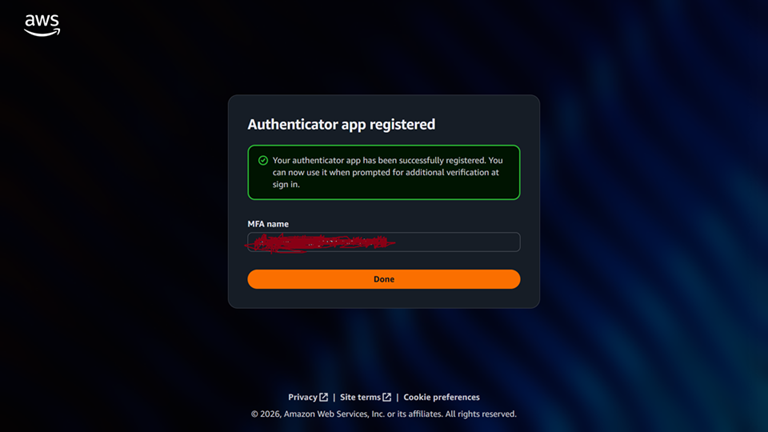 aws
Authenticator app registered
Your authenticator app has been successfully registered. You
can now use it when prompted for additional verification at
sign in.
MFA name
Done
Privacy | Site terms | Cookie preferences
© 2026, Amazon Web Services, Inc. or its affiliates. All rights reserved.